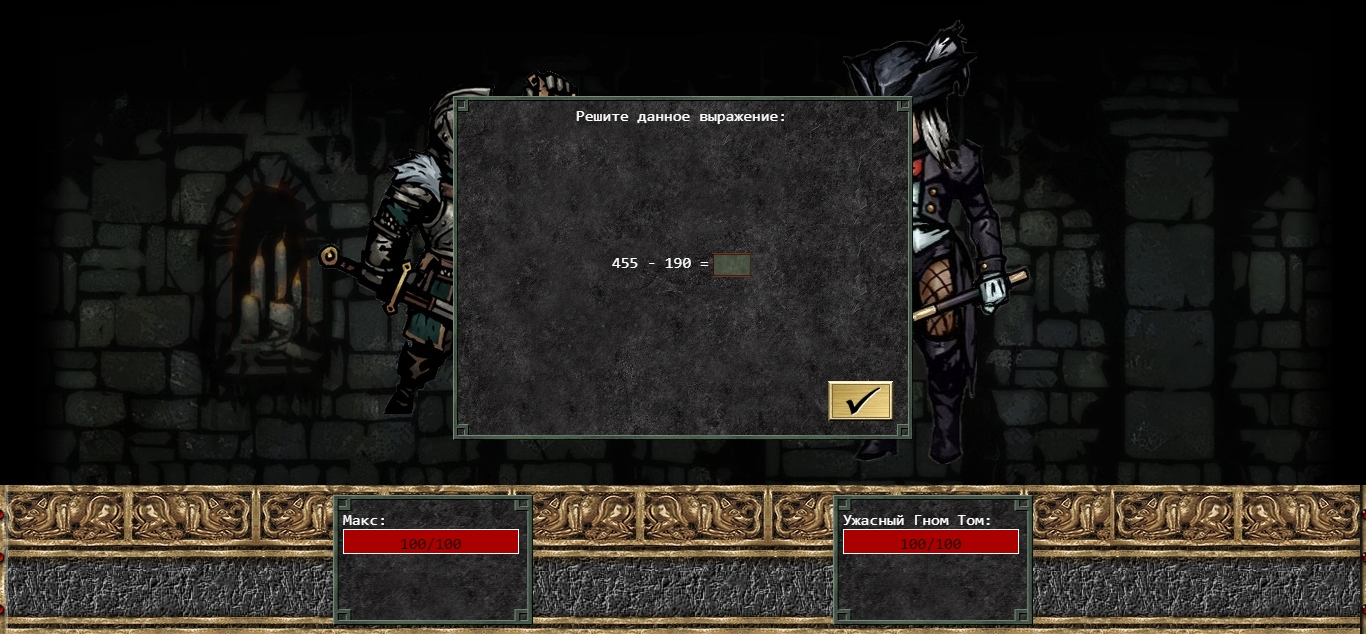 Решите данное выражение:
455 - 190 =
Макс:
100/100
Ужасный Гном Том:
100/100